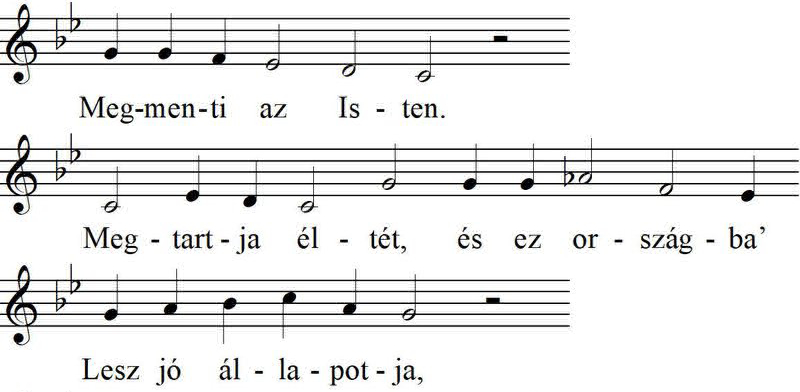 Meg-men-ti az Is - ten.
Meg - tart - ja él - tét, és ez or - szág - ba’
Lesz jó ál - la - pot - ja,